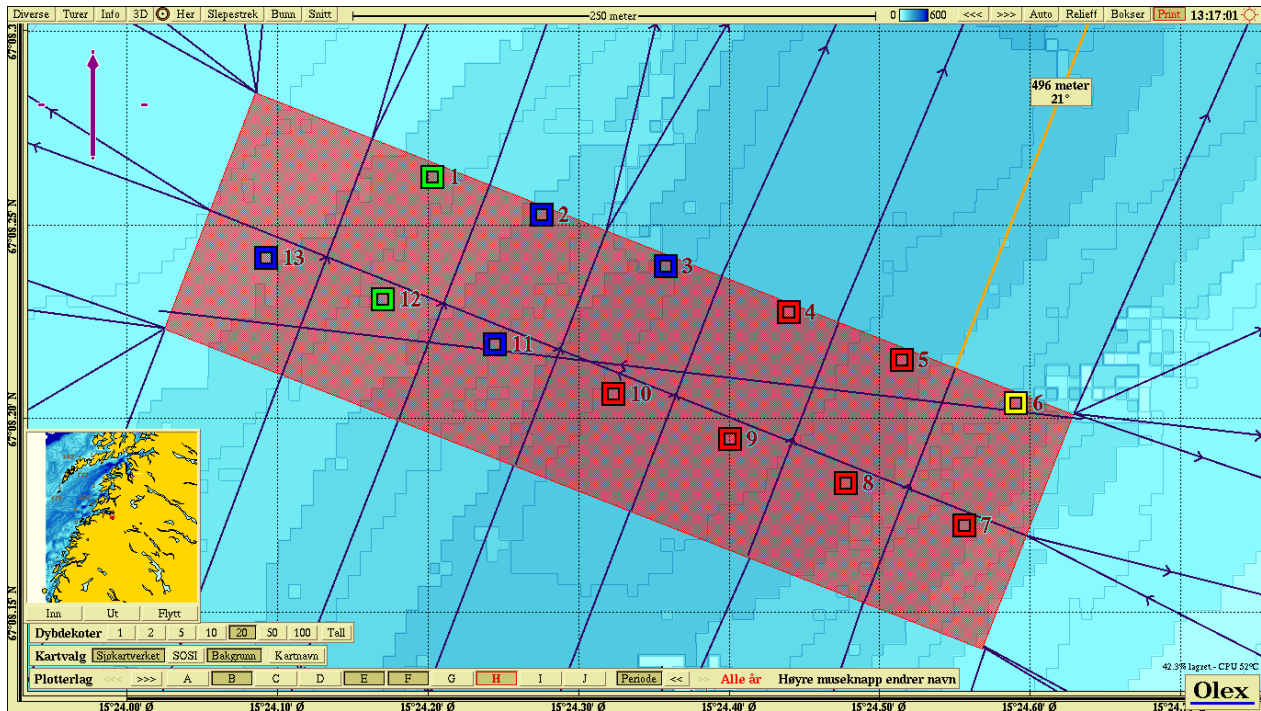 Diverse Turer Info 3D Her Slepestrek Bunn Snitt 250 meter 0 600 <<< >>> Auto Relieff Bokser Print 13:17:01
67°08.3
496 meter
21°
1
2
67°08.25 N
13
3
12
4
11
5
10
6
67°08.20 N
9
8
7
Inn Ut Flytt
67°08.15 N
Dybdekoter 1 2 5 10 20 50 100 Tall
Kartvalg Sjøkartverket SOSI Bakgrunn Kartnavn
42.3% lagret - CPU 52°C
Plotterlag <<< >>> A B C D E F G H I J Periode << >> Alle år Høyre museknapp endrer navn
Olex
15°24.00' Ø 15°24.10' Ø 15°24.20' Ø 15°24.30' Ø 15°24.40' Ø 15°24.50' Ø 15°24.60' Ø